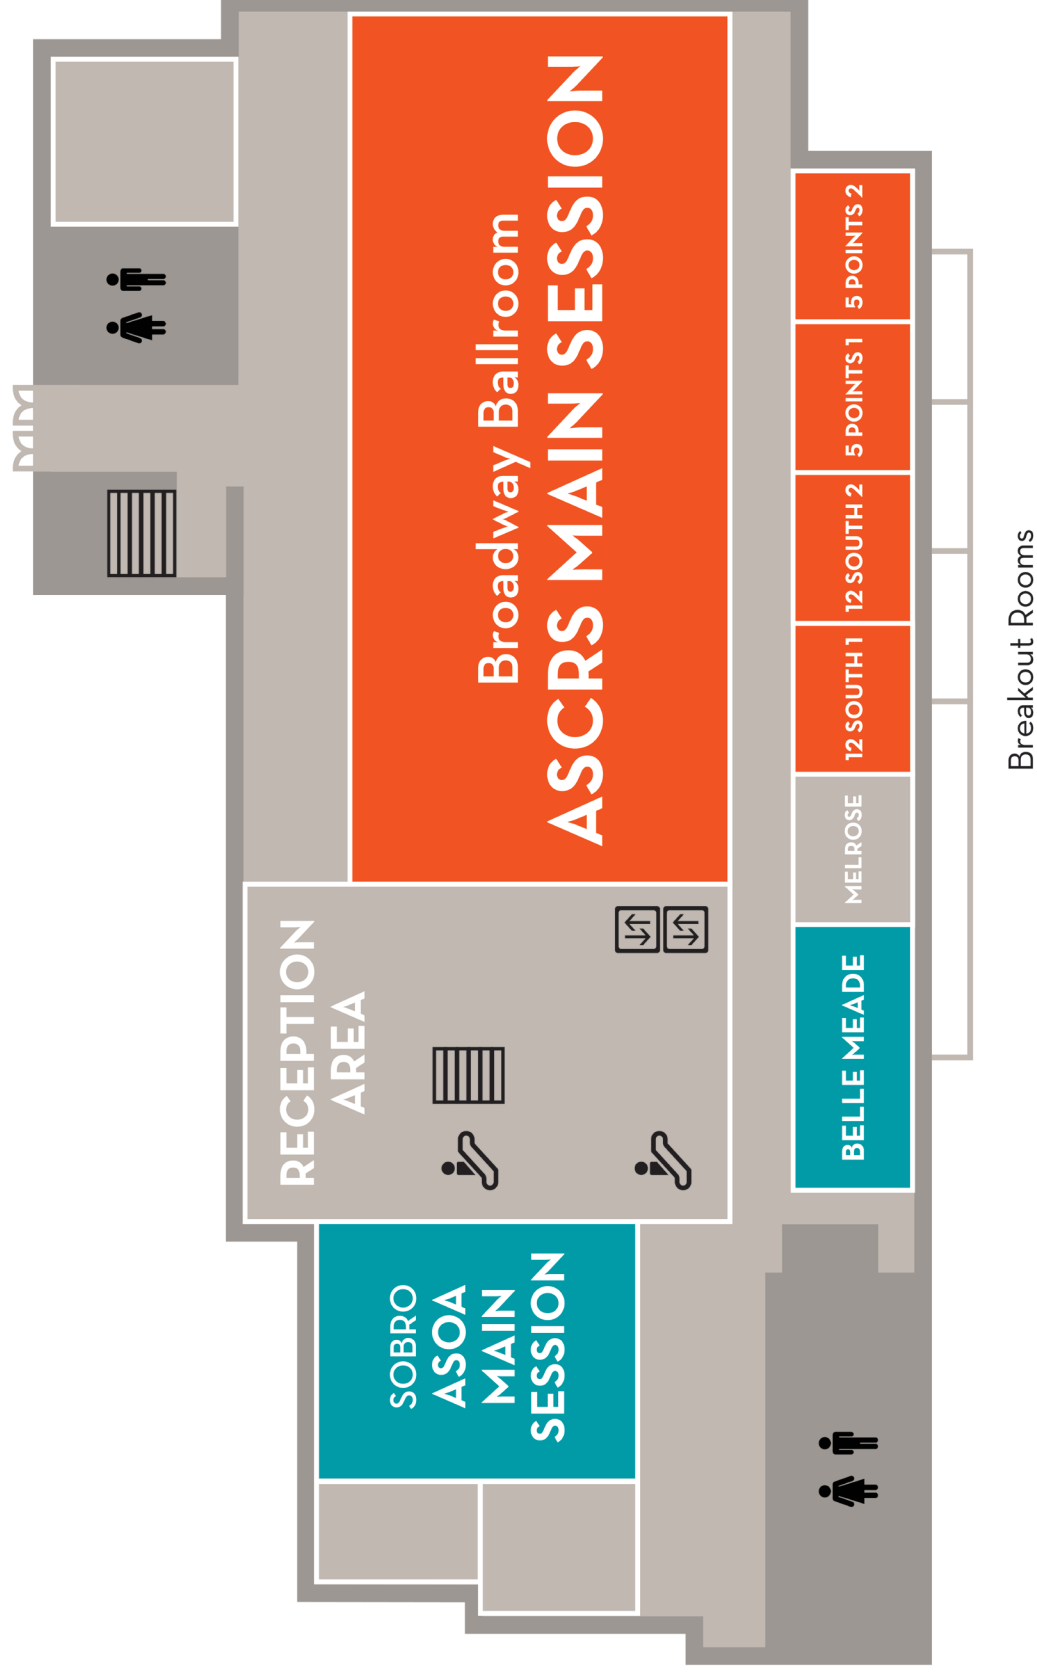 Broadway Ballroom
ASCRS MAIN SESSION
5 POINTS 2
5 POINTS 1
12 SOUTH 2
12 SOUTH 1
MELROSE
BELLE MEADE
Breakout Rooms
RECEPTION
AREA
SOBRO
ASOA
MAIN
SESSION